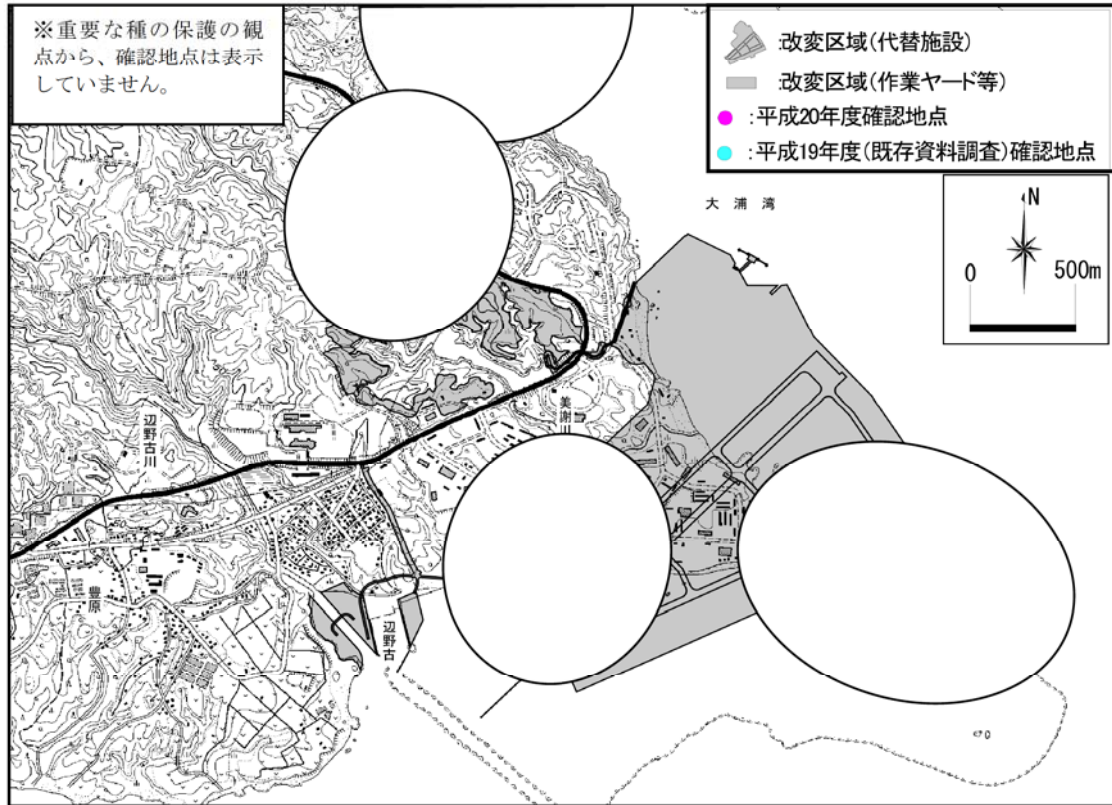 ※重要な種の保護の観
点から、確認地点は表示
していません。
:改変区域(代替施設)
:改変区域(作業ヤード等)
:平成20年度確認地点
:平成19年度(既存資料調査)確認地点
大浦湾
N
0 500m
美謝川
辺野古川
豊原
辺野古